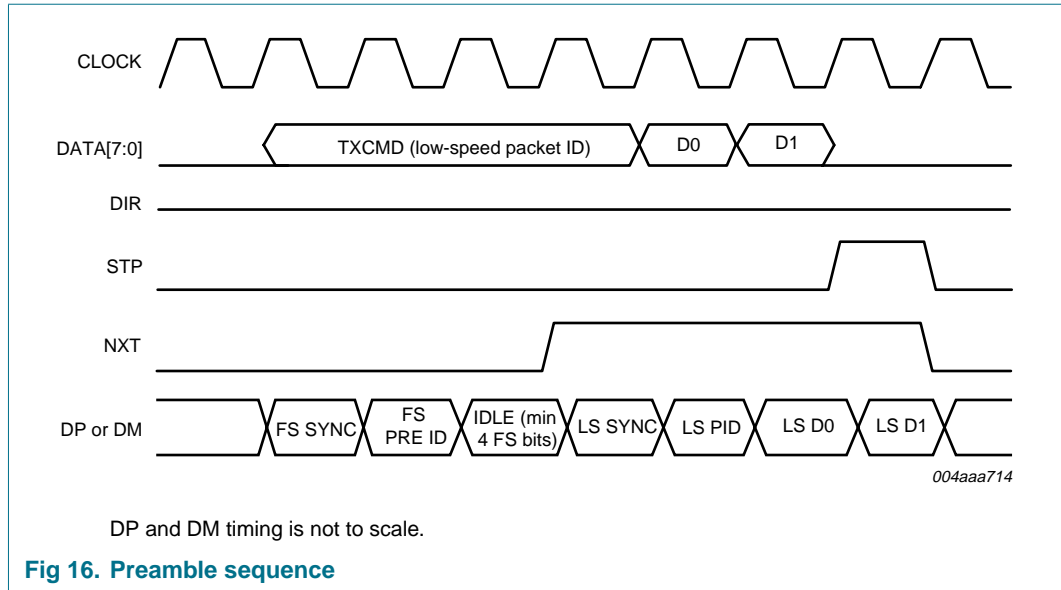 CLOCK
DATA[7:0]
TXCMD (low-speed packet ID)
D0
D1
DIR
STP
NXT
DP or DM
FS SYNC
FS
PRE ID
IDLE (min
4 FS bits)
LS SYNC
LS PID
LS D0
LS D1
004aaa714
DP and DM timing is not to scale.
Fig 16. Preamble sequence